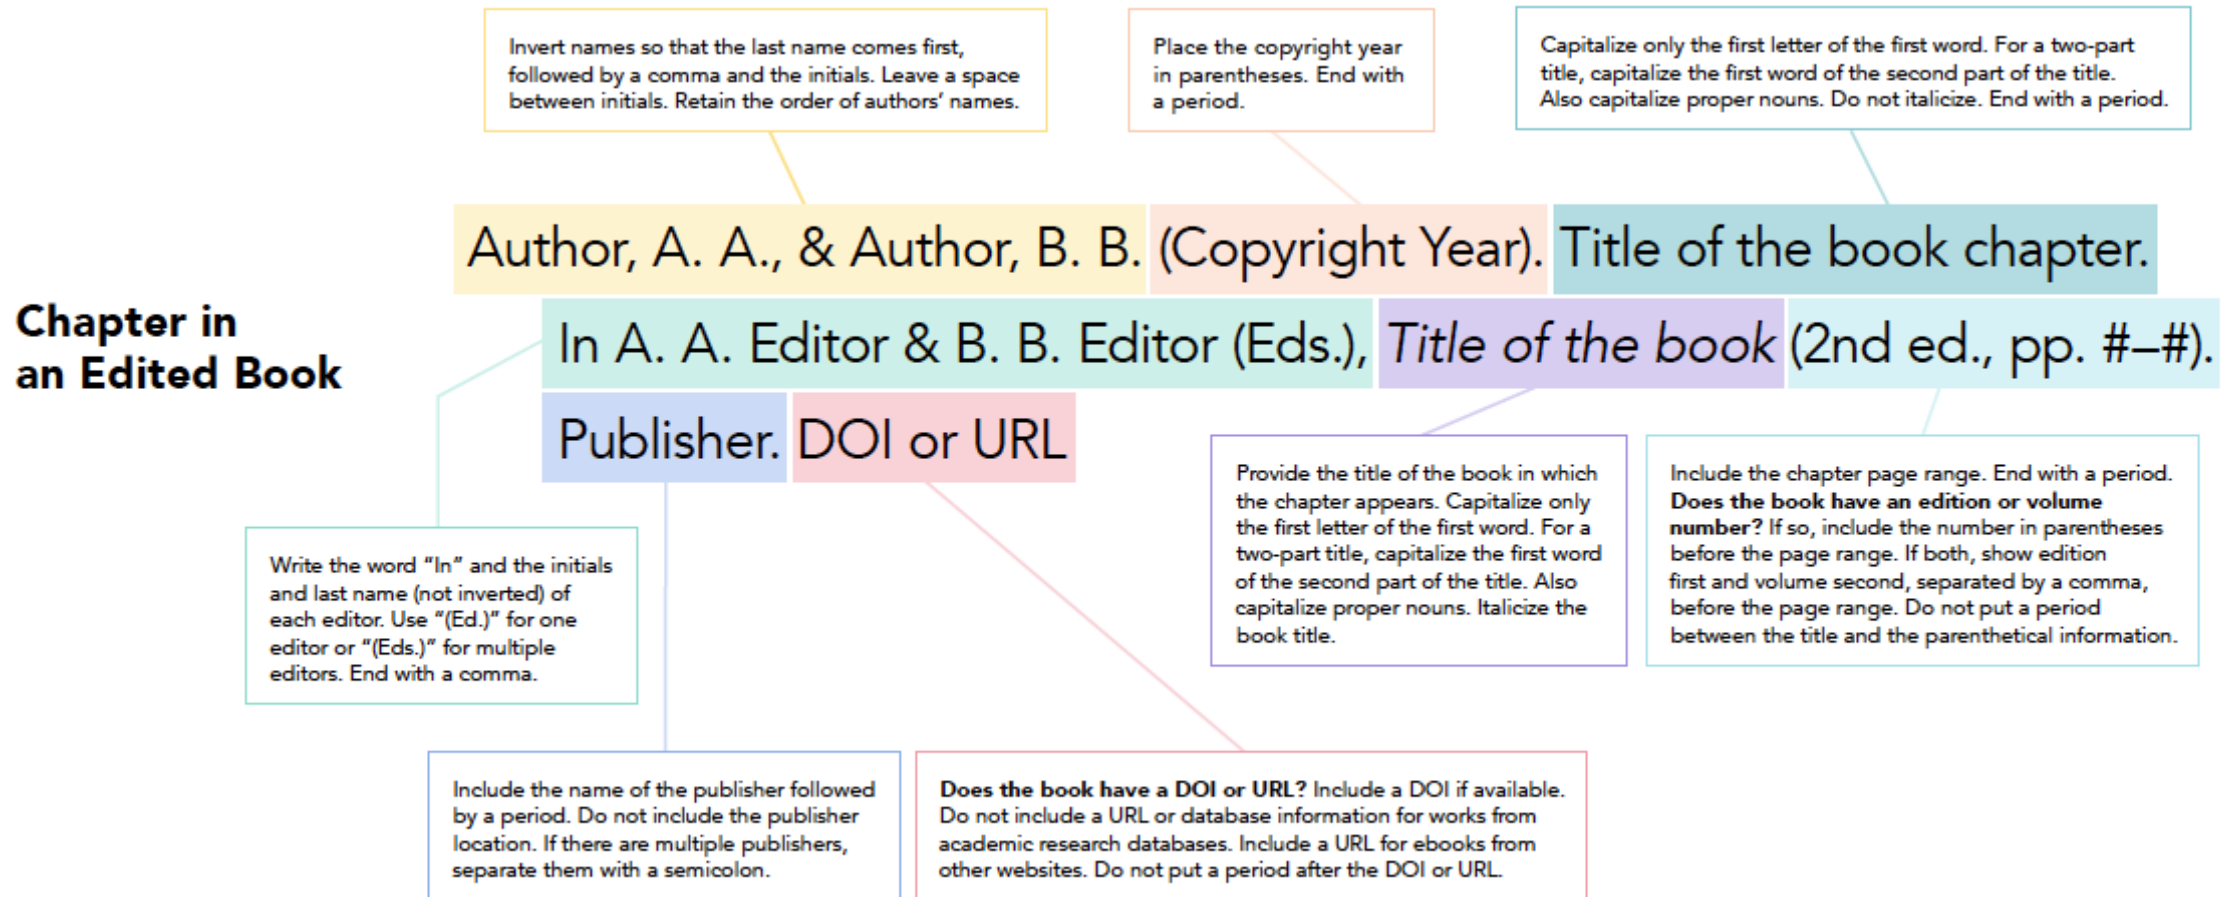 Invert names so that the last name comes first,
followed by a comma and the initials. Leave a space
between initials. Retain the order of authors’ names.
Place the copyright year
in parentheses. End with
a period.
Capitalize only the first letter of the first word. For a two-part
title, capitalize the first word of the second part of the title.
Also capitalize proper nouns. Do not italicize. End with a period.
Author, A. A., & Author, B. B. (Copyright Year). Title of the book chapter.
In A. A. Editor & B. B. Editor (Eds.), Title of the book (2nd ed., pp. #–#).
Publisher. DOI or URL
Chapter in
an Edited Book
Write the word “In” and the initials
and last name (not inverted) of
each editor. Use “(Ed.)” for one
editor or “(Eds.)” for multiple
editors. End with a comma.
Provide the title of the book in which
the chapter appears. Capitalize only
the first letter of the first word. For a
two-part title, capitalize the first word
of the second part of the title. Also
capitalize proper nouns. Italicize the
book title.
Include the chapter page range. End with a period.
Does the book have an edition or volume
number? If so, include the number in parentheses
before the page range. If both, show edition
first and volume second, separated by a comma,
before the page range. Do not put a period
between the title and the parenthetical information.
Include the name of the publisher followed
by a period. Do not include the publisher
location. If there are multiple publishers,
separate them with a semicolon.
Does the book have a DOI or URL? Include a DOI if available.
Do not include a URL or database information for works from
academic research databases. Include a URL for ebooks from
other websites. Do not put a period after the DOI or URL.